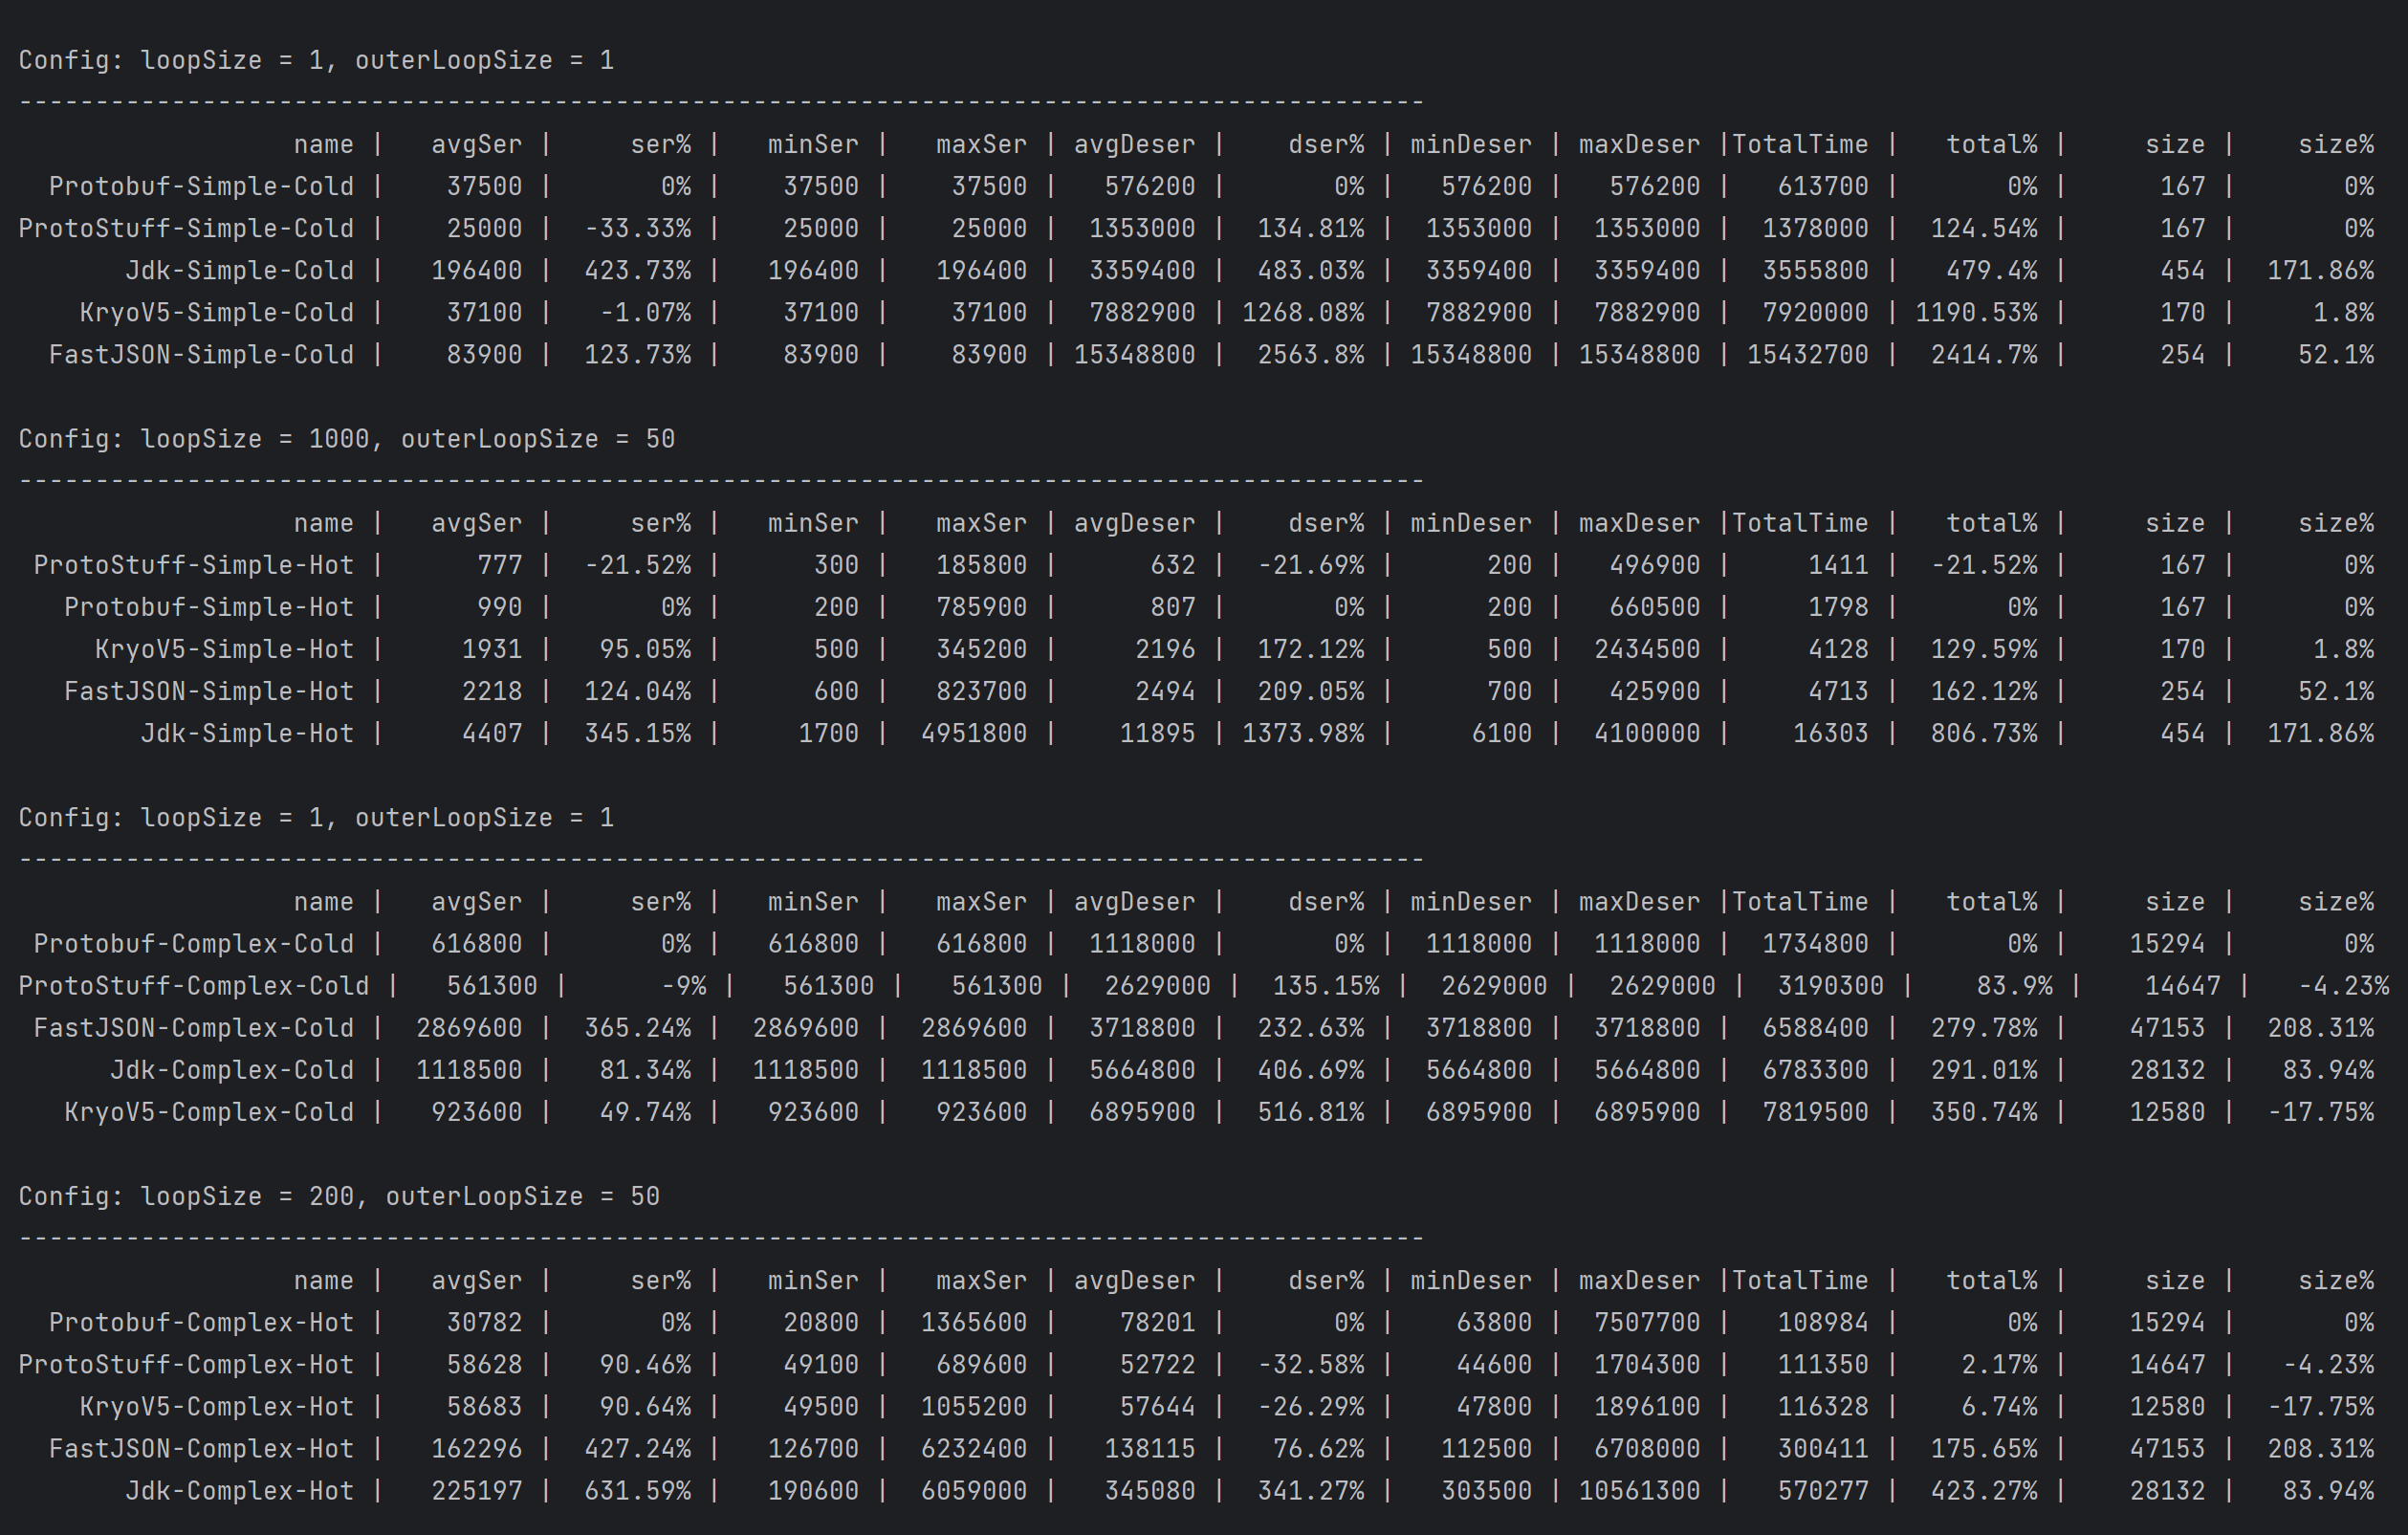 Config: loopSize = 1, outerLoopSize = 1
--------------------------------------------------------------------------------------------
name | avgSer | ser% | minSer | maxSer | avgDeser | dser% | minDeser | maxDeser |TotalTime | total% | size | size%
Protobuf-Simple-Cold | 37500 | 0% | 37500 | 37500 | 576200 | 0% | 576200 | 576200 | 613700 | 0% | 167 | 0%
ProtoStuff-Simple-Cold | 25000 | -33.33% | 25000 | 25000 | 1353000 | 134.81% | 1353000 | 1353000 | 1378000 | 124.54% | 167 | 0%
Jdk-Simple-Cold | 196400 | 423.73% | 196400 | 196400 | 3359400 | 483.03% | 3359400 | 3359400 | 3555800 | 479.4% | 454 | 171.86%
KryoV5-Simple-Cold | 37100 | -1.07% | 37100 | 37100 | 7882900 | 1268.08% | 7882900 | 7882900 | 7920000 | 1190.53% | 170 | 1.8%
FastJSON-Simple-Cold | 83900 | 123.73% | 83900 | 83900 | 15348800 | 2563.8% | 15348800 | 15348800 | 15432700 | 2414.7% | 254 | 52.1%
Config: loopSize = 1000, outerLoopSize = 50
--------------------------------------------------------------------------------------------
name | avgSer | ser% | minSer | maxSer | avgDeser | dser% | minDeser | maxDeser |TotalTime | total% | size | size%
ProtoStuff-Simple-Hot | 777 | -21.52% | 300 | 185800 | 632 | -21.69% | 200 | 496900 | 1411 | -21.52% | 167 | 0%
Protobuf-Simple-Hot | 990 | 0% | 200 | 785900 | 807 | 0% | 200 | 660500 | 1798 | 0% | 167 | 0%
KryoV5-Simple-Hot | 1931 | 95.05% | 500 | 345200 | 2196 | 172.12% | 500 | 2434500 | 4128 | 129.59% | 170 | 1.8%
FastJSON-Simple-Hot | 2218 | 124.04% | 600 | 823700 | 2494 | 209.05% | 700 | 425900 | 4713 | 162.12% | 254 | 52.1%
Jdk-Simple-Hot | 4407 | 345.15% | 1700 | 4951800 | 11895 | 1373.98% | 6100 | 4100000 | 16303 | 806.73% | 454 | 171.86%
Config: loopSize = 1, outerLoopSize = 1
--------------------------------------------------------------------------------------------
name | avgSer | ser% | minSer | maxSer | avgDeser | dser% | minDeser | maxDeser |TotalTime | total% | size | size%
Protobuf-Complex-Cold | 616800 | 0% | 616800 | 616800 | 1118000 | 0% | 1118000 | 1118000 | 1734800 | 0% | 15294 | 0%
ProtoStuff-Complex-Cold | 561300 | -9% | 561300 | 561300 | 2629000 | 135.15% | 2629000 | 2629000 | 3190300 | 83.9% | 14647 | -4.23%
FastJSON-Complex-Cold | 2869600 | 365.24% | 2869600 | 2869600 | 3718800 | 232.63% | 3718800 | 3718800 | 6588400 | 279.78% | 47153 | 208.31%
Jdk-Complex-Cold | 1118500 | 81.34% | 1118500 | 1118500 | 5664800 | 406.69% | 5664800 | 5664800 | 6783300 | 291.01% | 28132 | 83.94%
KryoV5-Complex-Cold | 923600 | 49.74% | 923600 | 923600 | 6895900 | 516.81% | 6895900 | 6895900 | 7819500 | 350.74% | 12580 | -17.75%
Config: loopSize = 200, outerLoopSize = 50
--------------------------------------------------------------------------------------------
name | avgSer | ser% | minSer | maxSer | avgDeser | dser% | minDeser | maxDeser |TotalTime | total% | size | size%
Protobuf-Complex-Hot | 30782 | 0% | 20800 | 1365600 | 78201 | 0% | 63800 | 7507700 | 108984 | 0% | 15294 | 0%
ProtoStuff-Complex-Hot | 58628 | 90.46% | 49100 | 689600 | 52722 | -32.58% | 44600 | 1704300 | 111350 | 2.17% | 14647 | -4.23%
KryoV5-Complex-Hot | 58683 | 90.64% | 49500 | 1055200 | 57644 | -26.29% | 47800 | 1896100 | 116328 | 6.74% | 12580 | -17.75%
FastJSON-Complex-Hot | 162296 | 427.24% | 126700 | 6232400 | 138115 | 76.62% | 112500 | 6708000 | 300411 | 175.65% | 47153 | 208.31%
Jdk-Complex-Hot | 225197 | 631.59% | 190600 | 6059000 | 345080 | 341.27% | 303500 | 10561300 | 570277 | 423.27% | 28132 | 83.94%